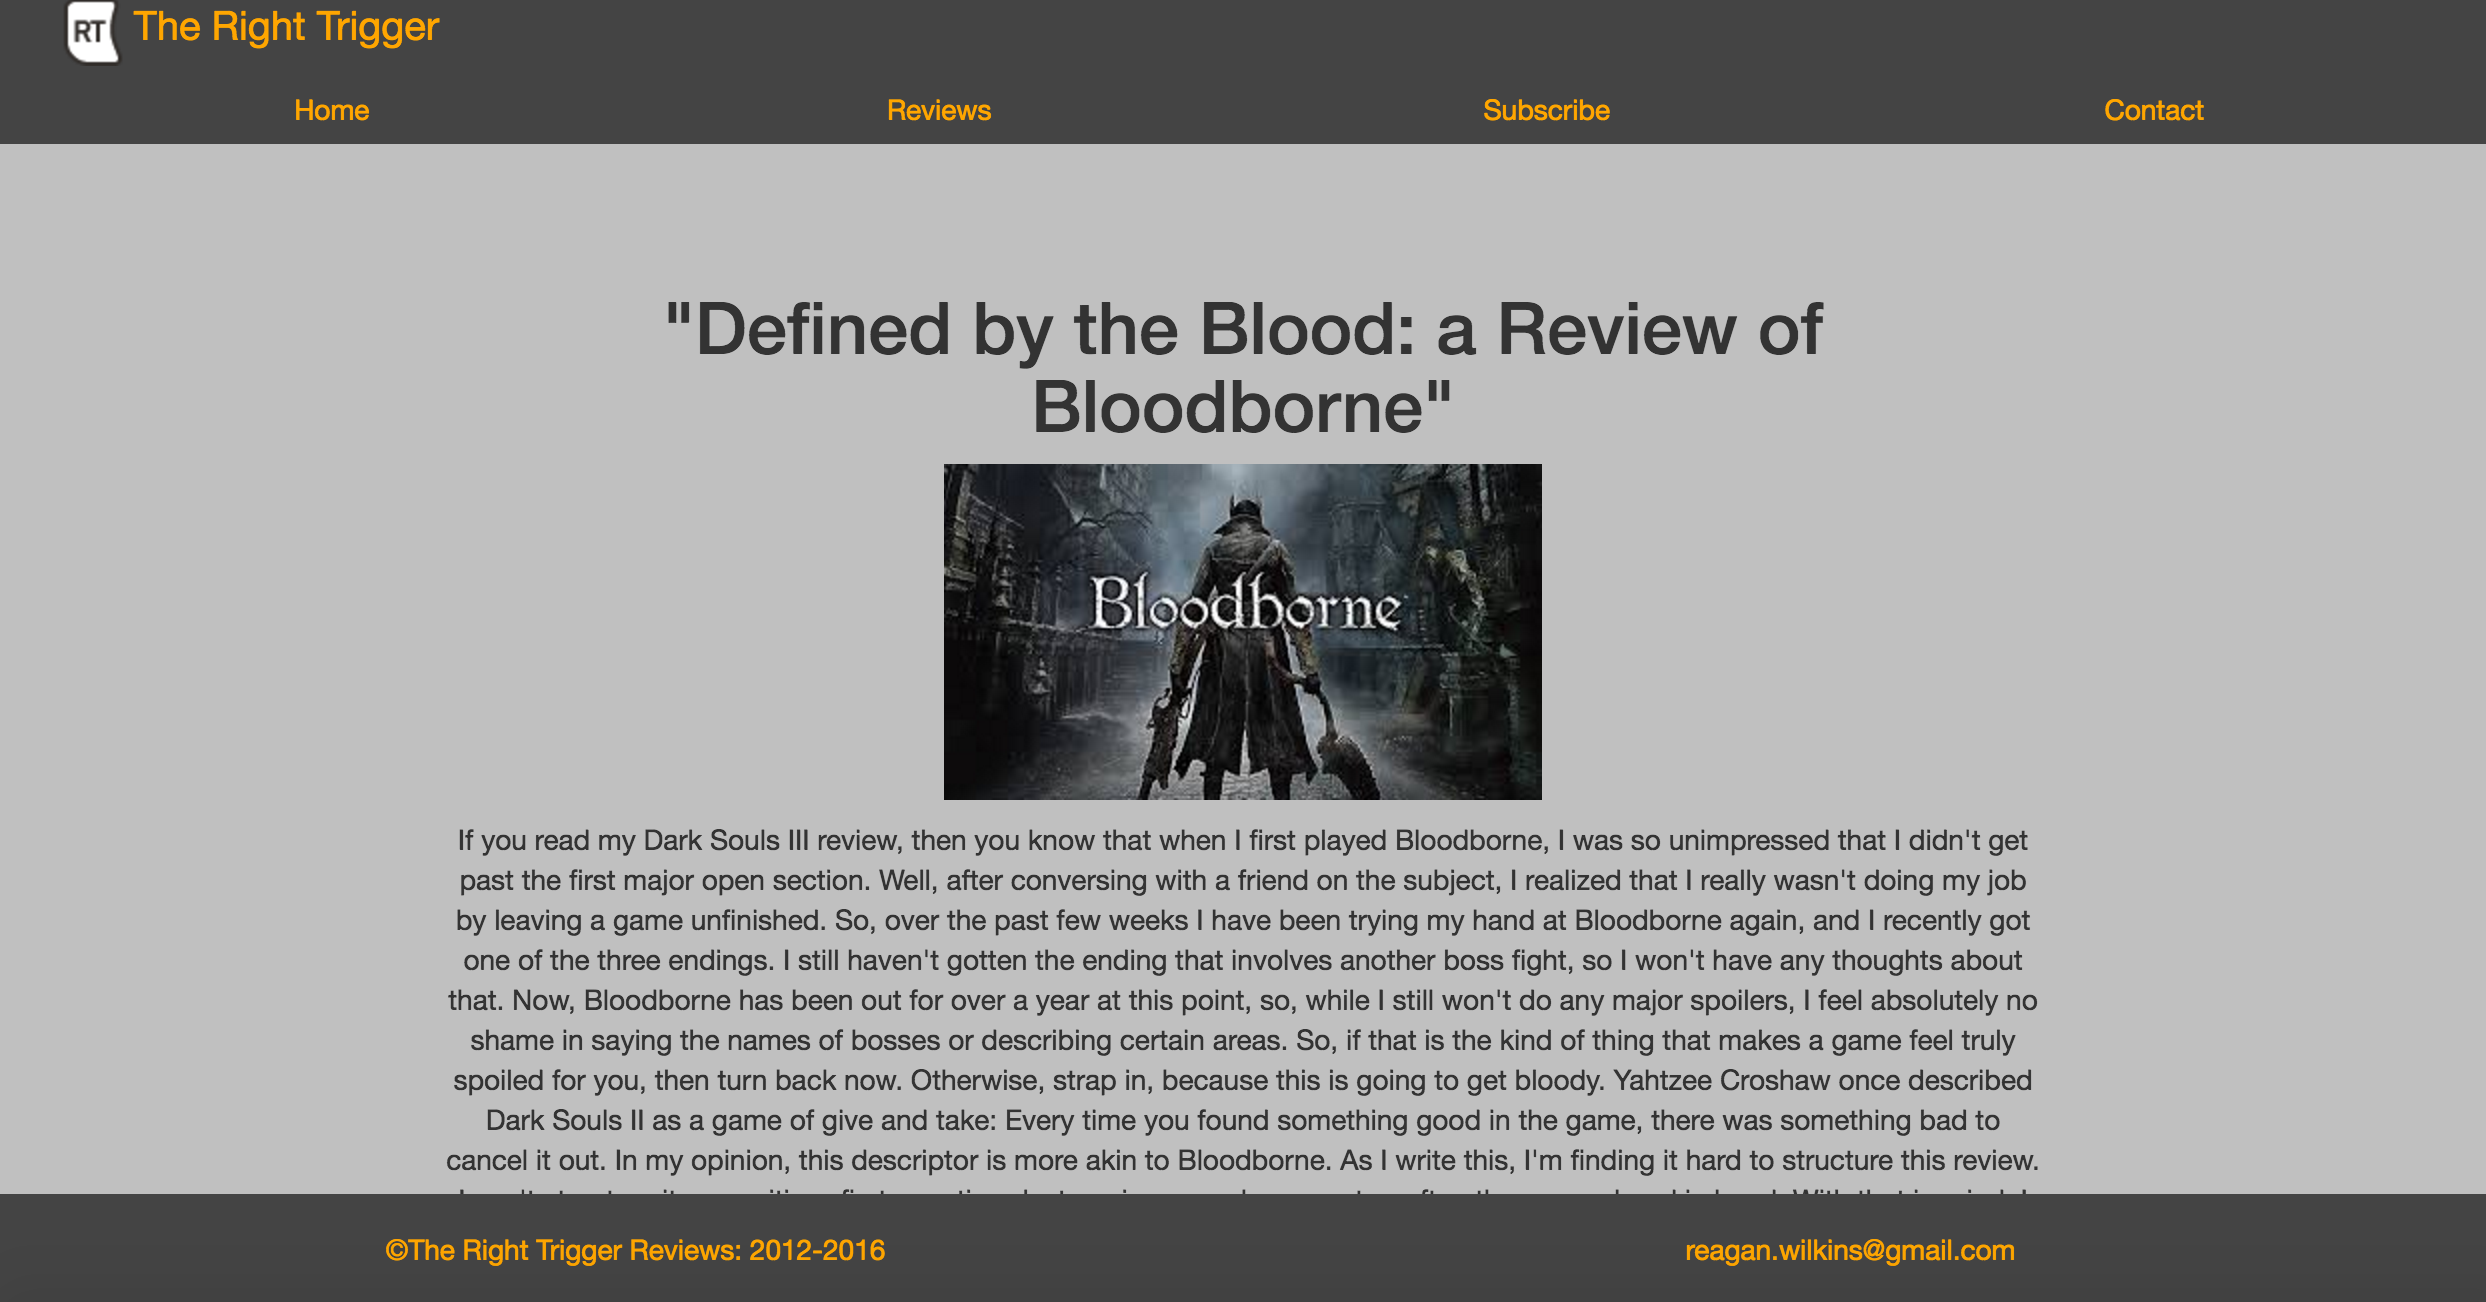 RT The Right Trigger
Home Reviews Subscribe Contact
"Defined by the Blood: a Review of
Bloodborne"
Bloodborne
If you read my Dark Souls III review, then you know that when I first played Bloodborne, I was so unimpressed that I didn't get
past the first major open section. Well, after conversing with a friend on the subject, I realized that I really wasn't doing my job
by leaving a game unfinished. So, over the past few weeks I have been trying my hand at Bloodborne again, and I recently got
one of the three endings. I still haven't gotten the ending that involves another boss fight, so I won't have any thoughts about
that. Now, Bloodborne has been out for over a year at this point, so, while I still won't do any major spoilers, I feel absolutely no
shame in saying the names of bosses or describing certain areas. So, if that is the kind of thing that makes a game feel truly
spoiled for you, then turn back now. Otherwise, strap in, because this is going to get bloody. Yahtzee Croshaw once described
Dark Souls II as a game of give and take: Every time you found something good in the game, there was something bad to
cancel it out. In my opinion, this descriptor is more akin to Bloodborne. As I write this, I'm finding it hard to structure this review.
©The Right Trigger Reviews: 2012-2016 reagan.wilkins@gmail.com